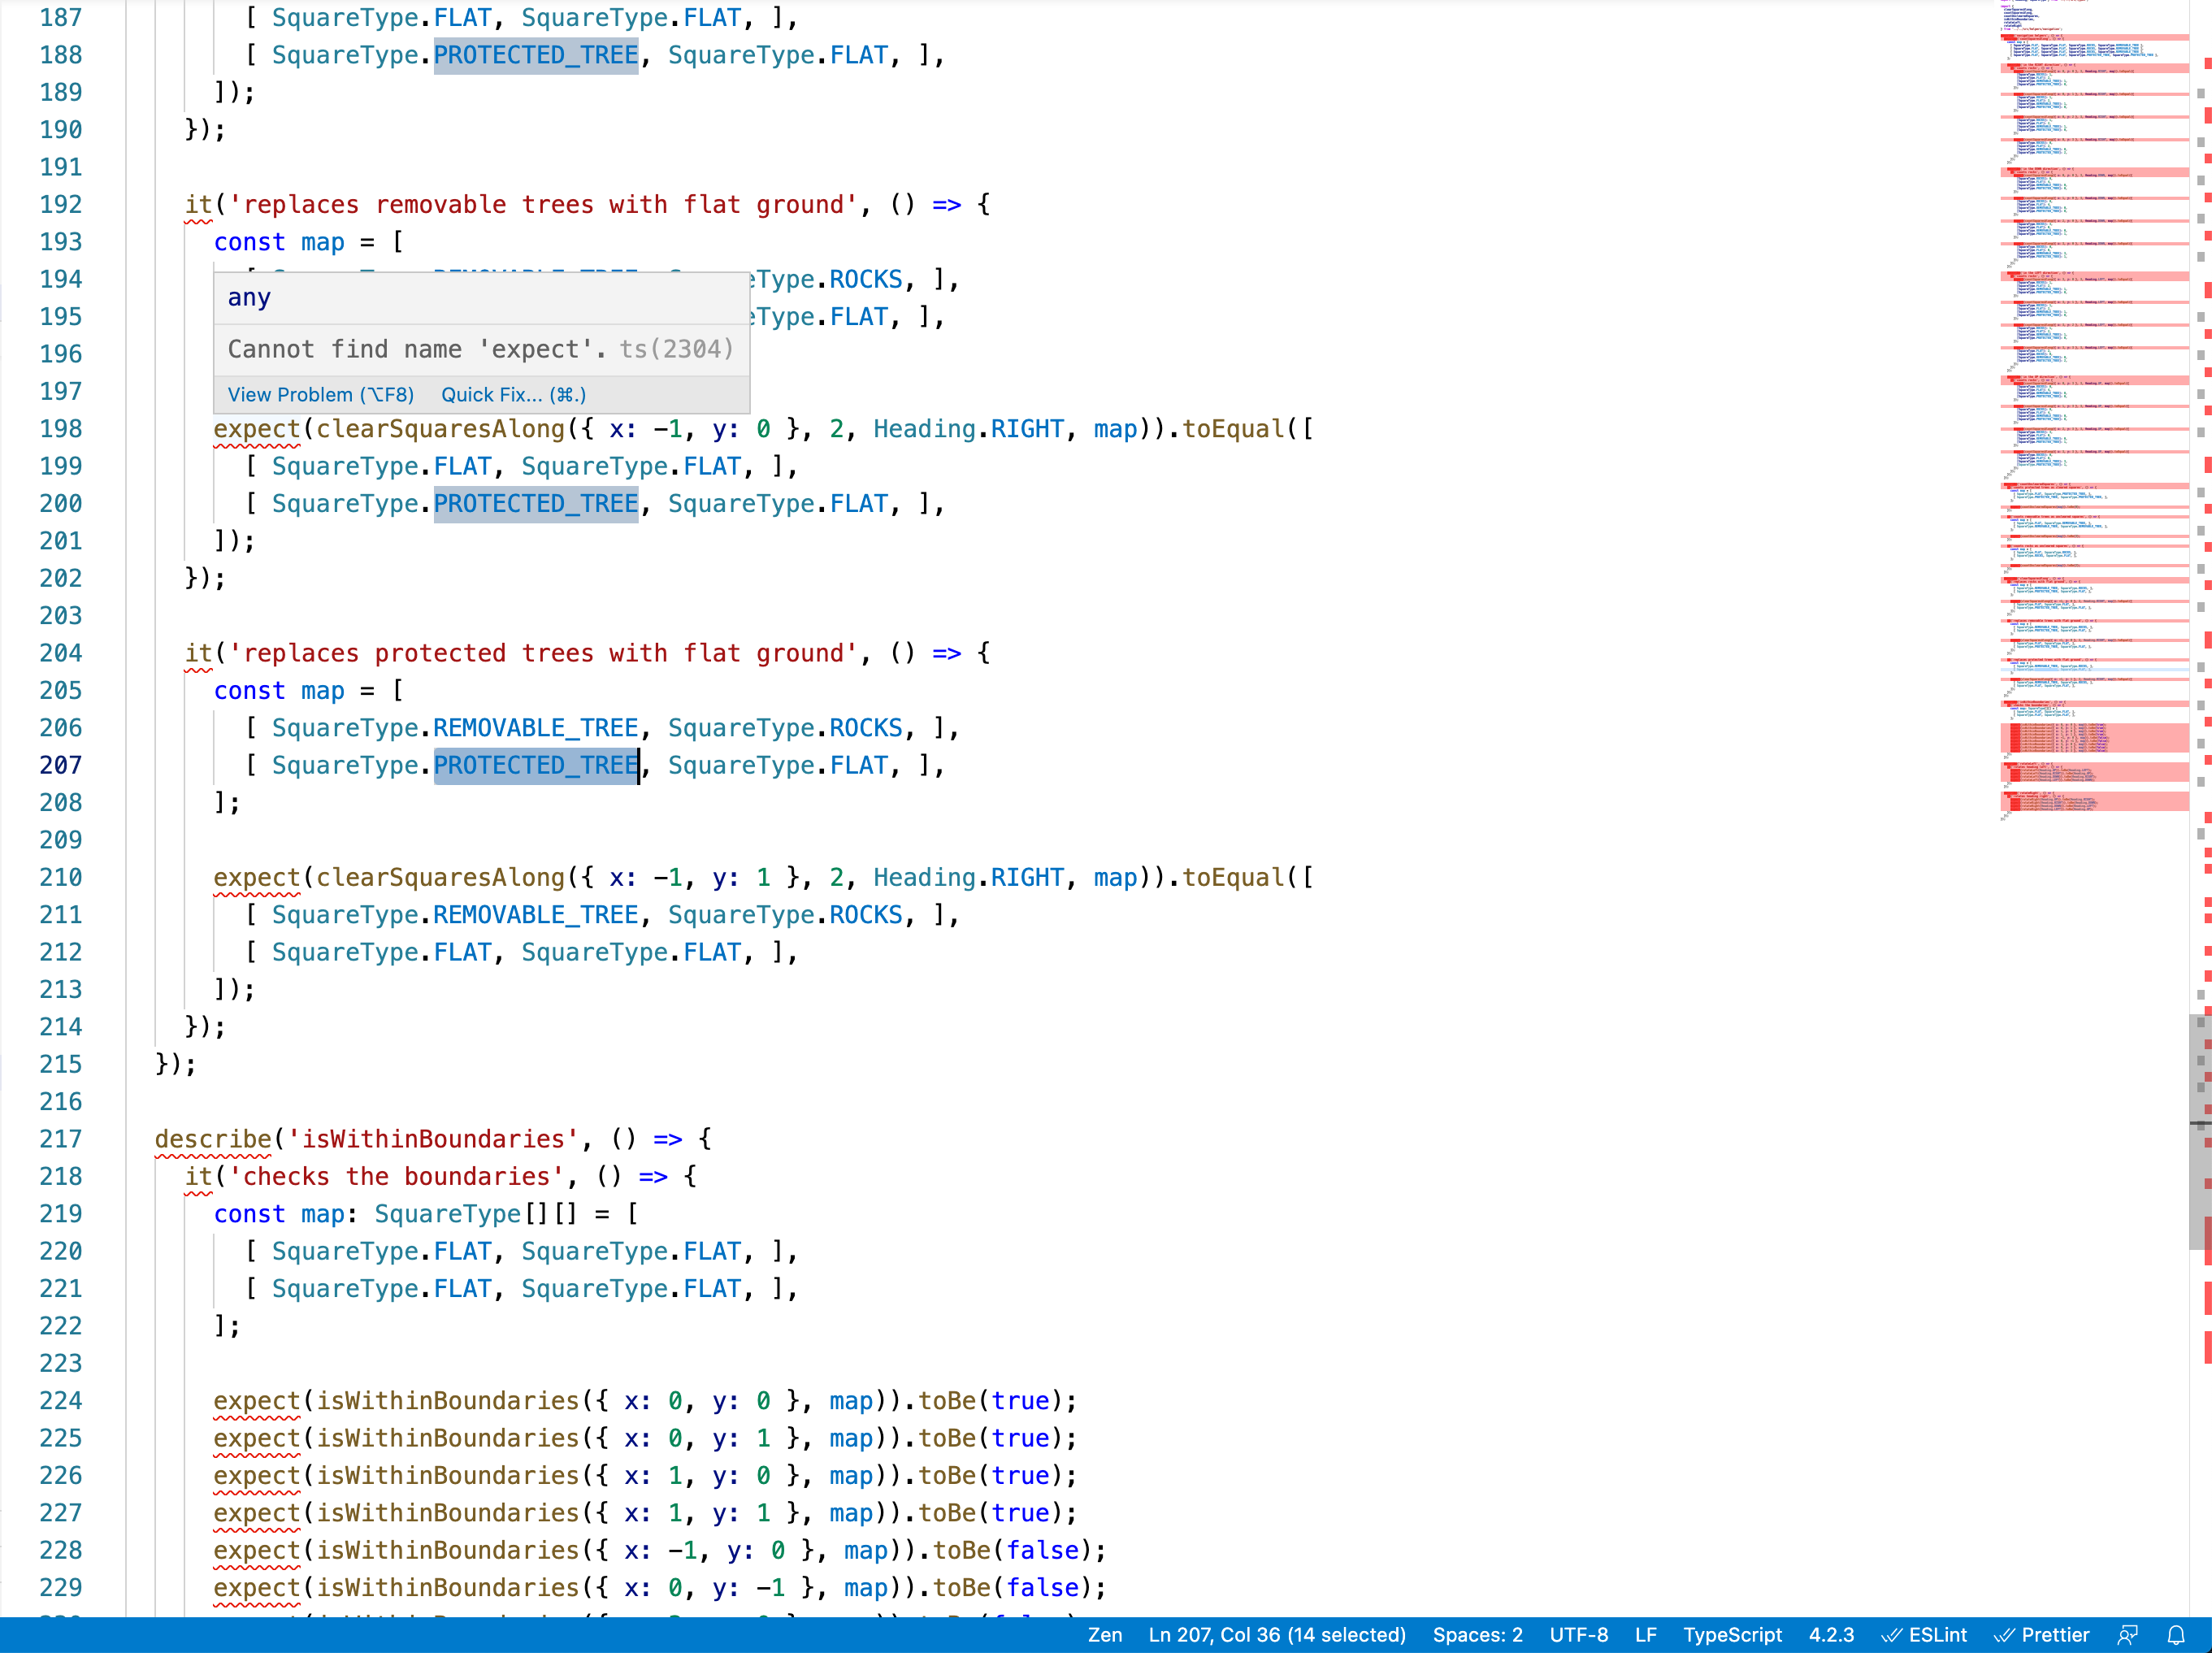 187 [ SquareType.FLAT, SquareType.FLAT, ],
188 [ SquareType.PROTECTED_TREE, SquareType.FLAT, ],
189 ]);
190 });
191
192 it('replaces removable trees with flat ground', () => {
193 const map = [
194 [ SquareType.REMOVABLE_TREE, SquareType.ROCKS, ],
any
195 eType.FLAT, ],
196
Cannot find name 'expect'. ts(2304)
197
View Problem (⌥F8) Quick Fix... (⌘.)
198 expect(clearSquaresAlong({ x: −1, y: 0 }, 2, Heading.RIGHT, map)).toEqual([
199 [ SquareType.FLAT, SquareType.FLAT, ],
200 [ SquareType.PROTECTED_TREE, SquareType.FLAT, ],
201 ]);
202 });
203
204 it('replaces protected trees with flat ground', () => {
205 const map = [
206 [ SquareType.REMOVABLE_TREE, SquareType.ROCKS, ],
207 [ SquareType.PROTECTED_TREE, SquareType.FLAT, ],
208 ];
209
210 expect(clearSquaresAlong({ x: −1, y: 1 }, 2, Heading.RIGHT, map)).toEqual([
211 [ SquareType.REMOVABLE_TREE, SquareType.ROCKS, ],
212 [ SquareType.FLAT, SquareType.FLAT, ],
213 ]);
214 });
215 });
216
217 describe('isWithinBoundaries', () => {
218 it('checks the boundaries', () => {
219 const map: SquareType[][] = [
220 [ SquareType.FLAT, SquareType.FLAT, ],
221 [ SquareType.FLAT, SquareType.FLAT, ],
222 ];
223
224 expect(isWithinBoundaries({ x: 0, y: 0 }, map)).toBe(true);
225 expect(isWithinBoundaries({ x: 0, y: 1 }, map)).toBe(true);
226 expect(isWithinBoundaries({ x: 1, y: 0 }, map)).toBe(true);
227 expect(isWithinBoundaries({ x: 1, y: 1 }, map)).toBe(true);
228 expect(isWithinBoundaries({ x: −1, y: 0 }, map)).toBe(false);
229 expect(isWithinBoundaries({ x: 0, y: −1 }, map)).toBe(false);
Zen Ln 207, Col 36 (14 selected) Spaces: 2 UTF-8 LF TypeScript 4.2.3 ESLint Prettier